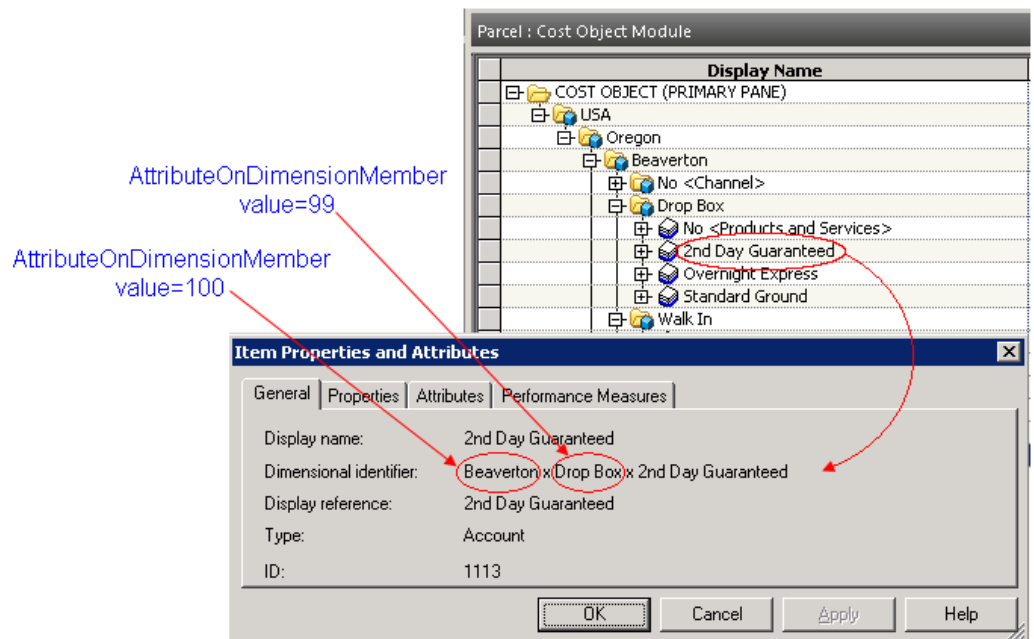 Parcel : Cost Object Module
Display Name
COST OBJECT (PRIMARY PANE)
USA
Oregon
Beaverton
No <Channel>
Drop Box
No <Products and Services>
2nd Day Guaranteed
Overnight Express
Standard Ground
Walk In
AttributeOnDimensionMember
value=99
AttributeOnDimensionMember
value=100
Item Properties and Attributes
General Properties Attributes Performance Measures
Display name: 2nd Day Guaranteed
Dimensional identifier: Beaverton x Drop Box x 2nd Day Guaranteed
Display reference: 2nd Day Guaranteed
Type: Account
ID: 1113
OK Cancel Apply Help